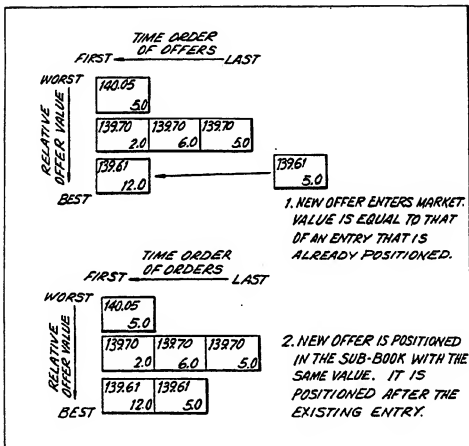 TIME ORDER
OF OFFERS
FIRST LAST
WORST
RELATIVE
OFFER VALUE
BEST
140.05
5.0
139.70 139.70 139.70
2.0 6.0 5.0
139.61 139.61
12.0 5.0
1. NEW OFFER ENTERS MARKET.
VALUE IS EQUAL TO THAT
OF AN ENTRY THAT IS
ALREADY POSITIONED.
TIME ORDER
OF ORDERS
FIRST LAST
WORST
RELATIVE
OFFER VALUE
BEST
140.05
5.0
139.70 139.70 139.70
2.0 6.0 5.0
139.61 139.61
12.0 5.0
2. NEW OFFER IS POSITIONED
IN THE SUB-BOOK WITH THE
SAME VALUE. IT IS
POSITIONED AFTER THE
EXISTING ENTRY.